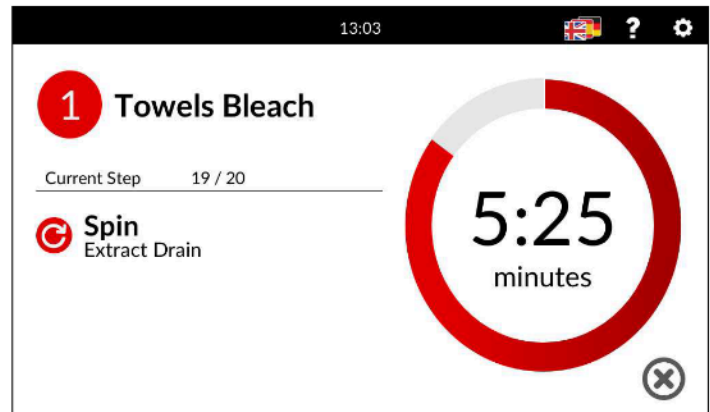 13:03
?
1 Towels Bleach
Current Step 19 / 20
Spin
Extract Drain
5:25
minutes